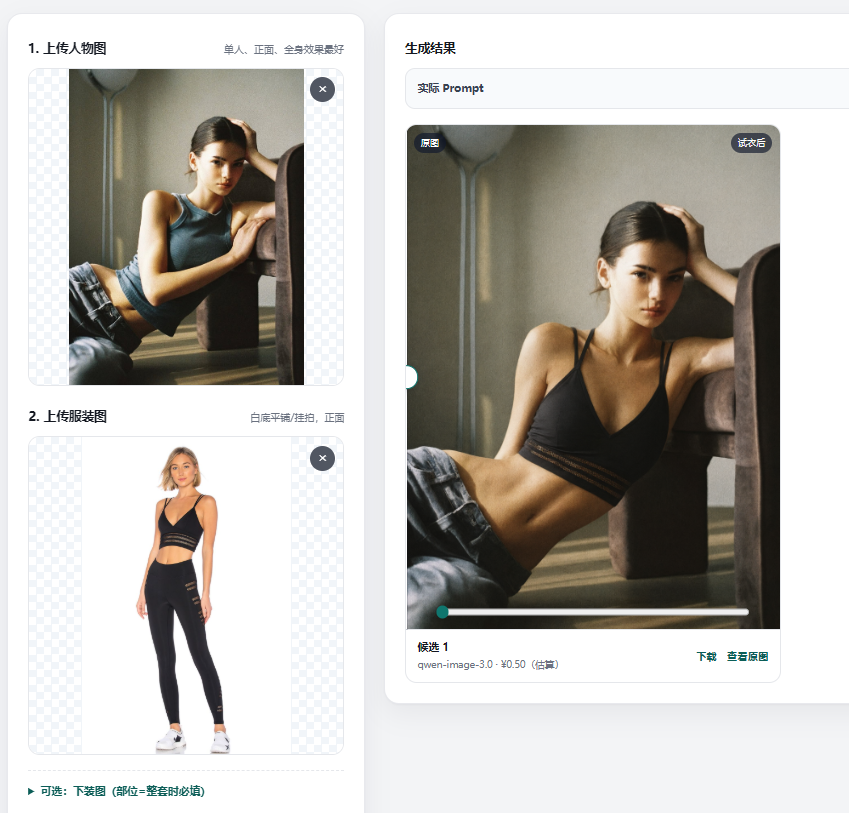 1. 上传人物图
单人、正面、全身效果最好
×
2. 上传服装图
白底平铺/挂拍，正面
×
▶ 可选：下装图（部位=整套时必填）
生成结果
实际 Prompt
原图
试衣后
候选 1
qwen-image-3.0 · ¥0.50（估算）
下载 查看原图